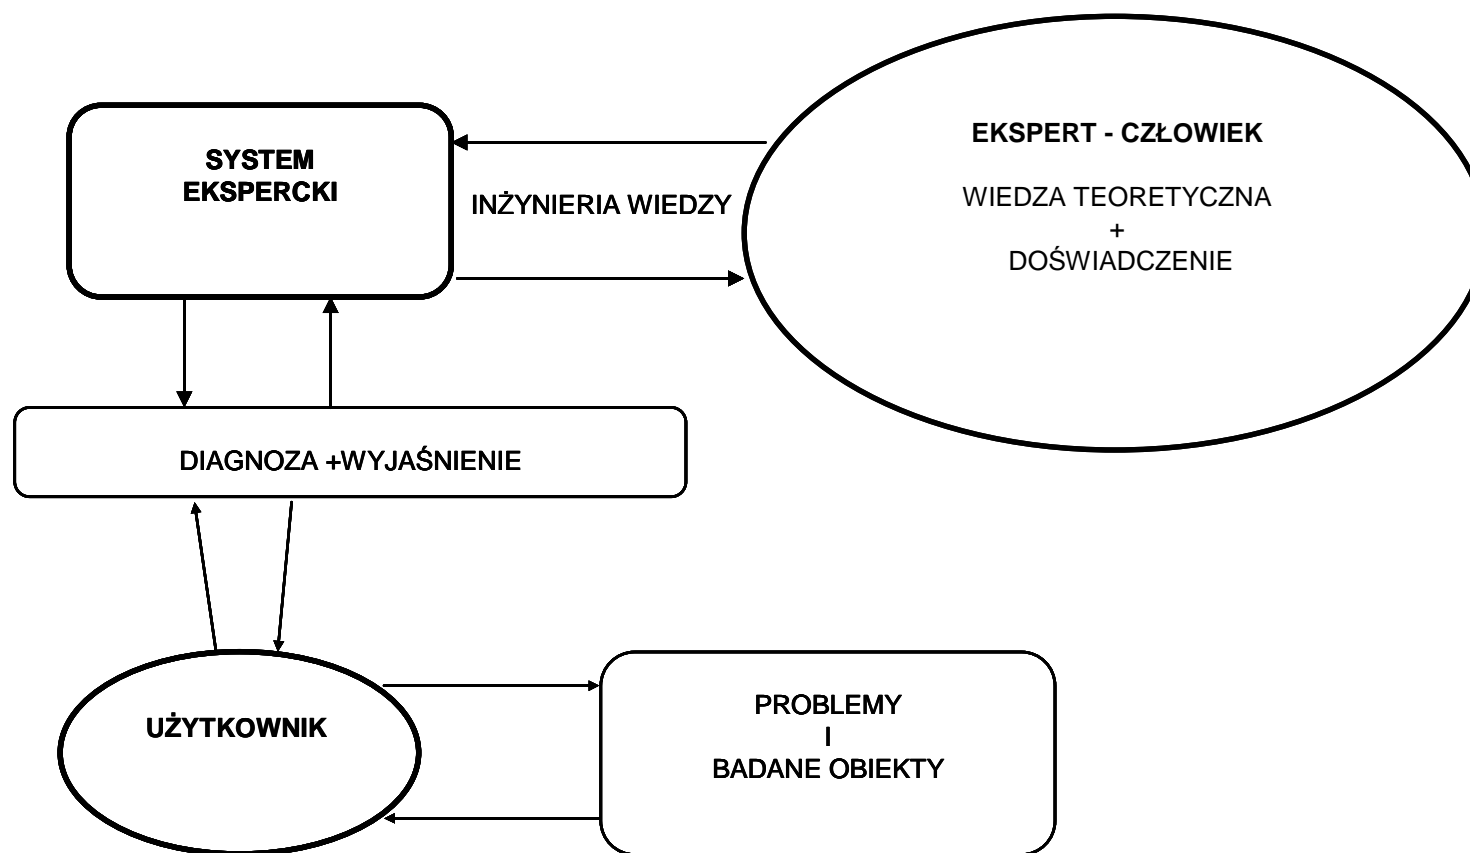 SYSTEM
EKSPERCKI
INŻYNIERIA WIEDZY
EKSPERT - CZŁOWIEK
WIEDZA TEORETYCZNA
+
DOŚWIADCZENIE
DIAGNOZA +WYJAŚNIENIE
UŻYTKOWNIK
PROBLEMY
I
BADANE OBIEKTY